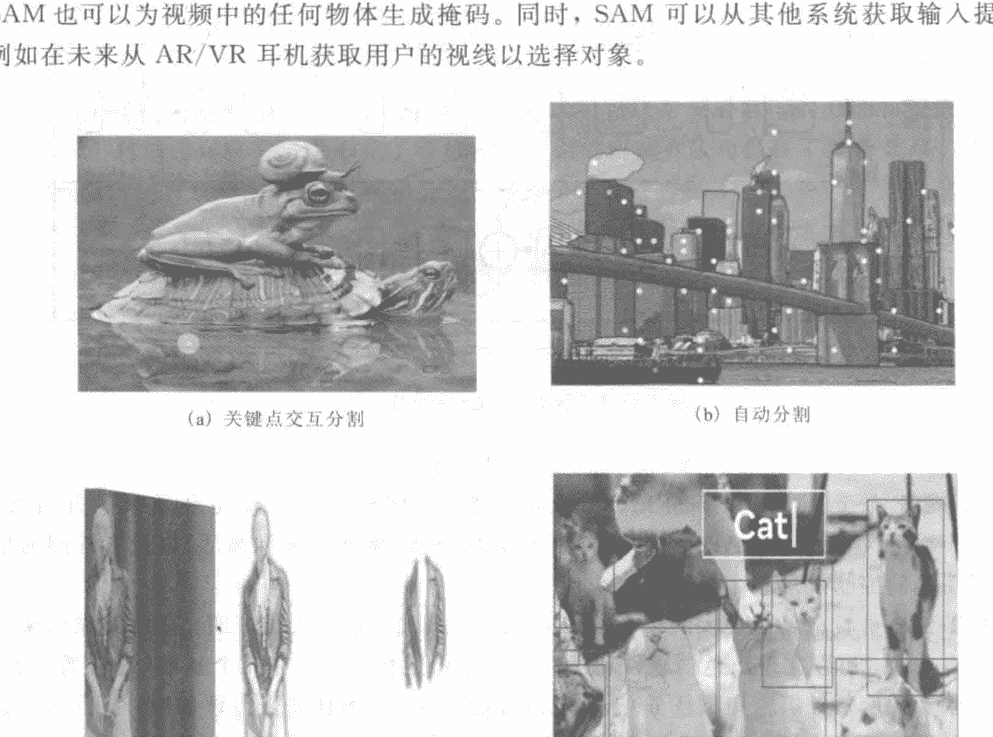 SAM 也可以为视频中的任何物体生成掩码。同时，SAM 可以从其他系统获取输入提
例如在未来从 AR/VR 耳机获取用户的视线以选择对象。
(a) 关键点交互分割
(b) 自动分割
Cat